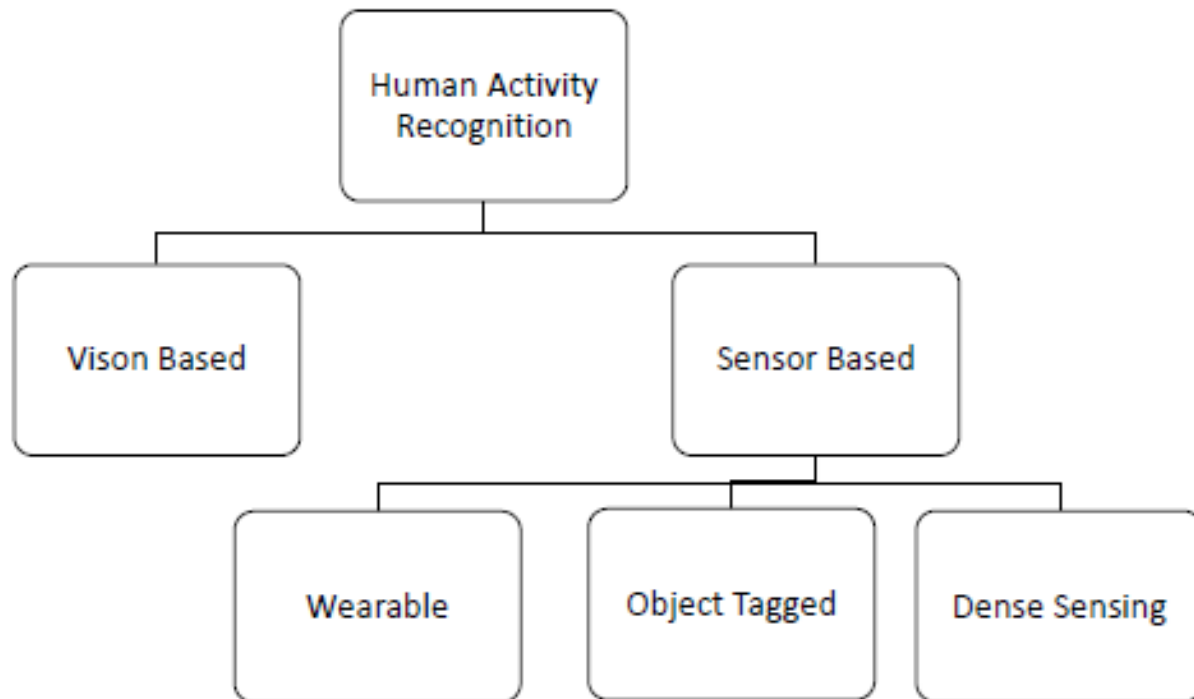 Human Activity
Recognition
Vison Based
Sensor Based
Wearable
Object Tagged
Dense Sensing